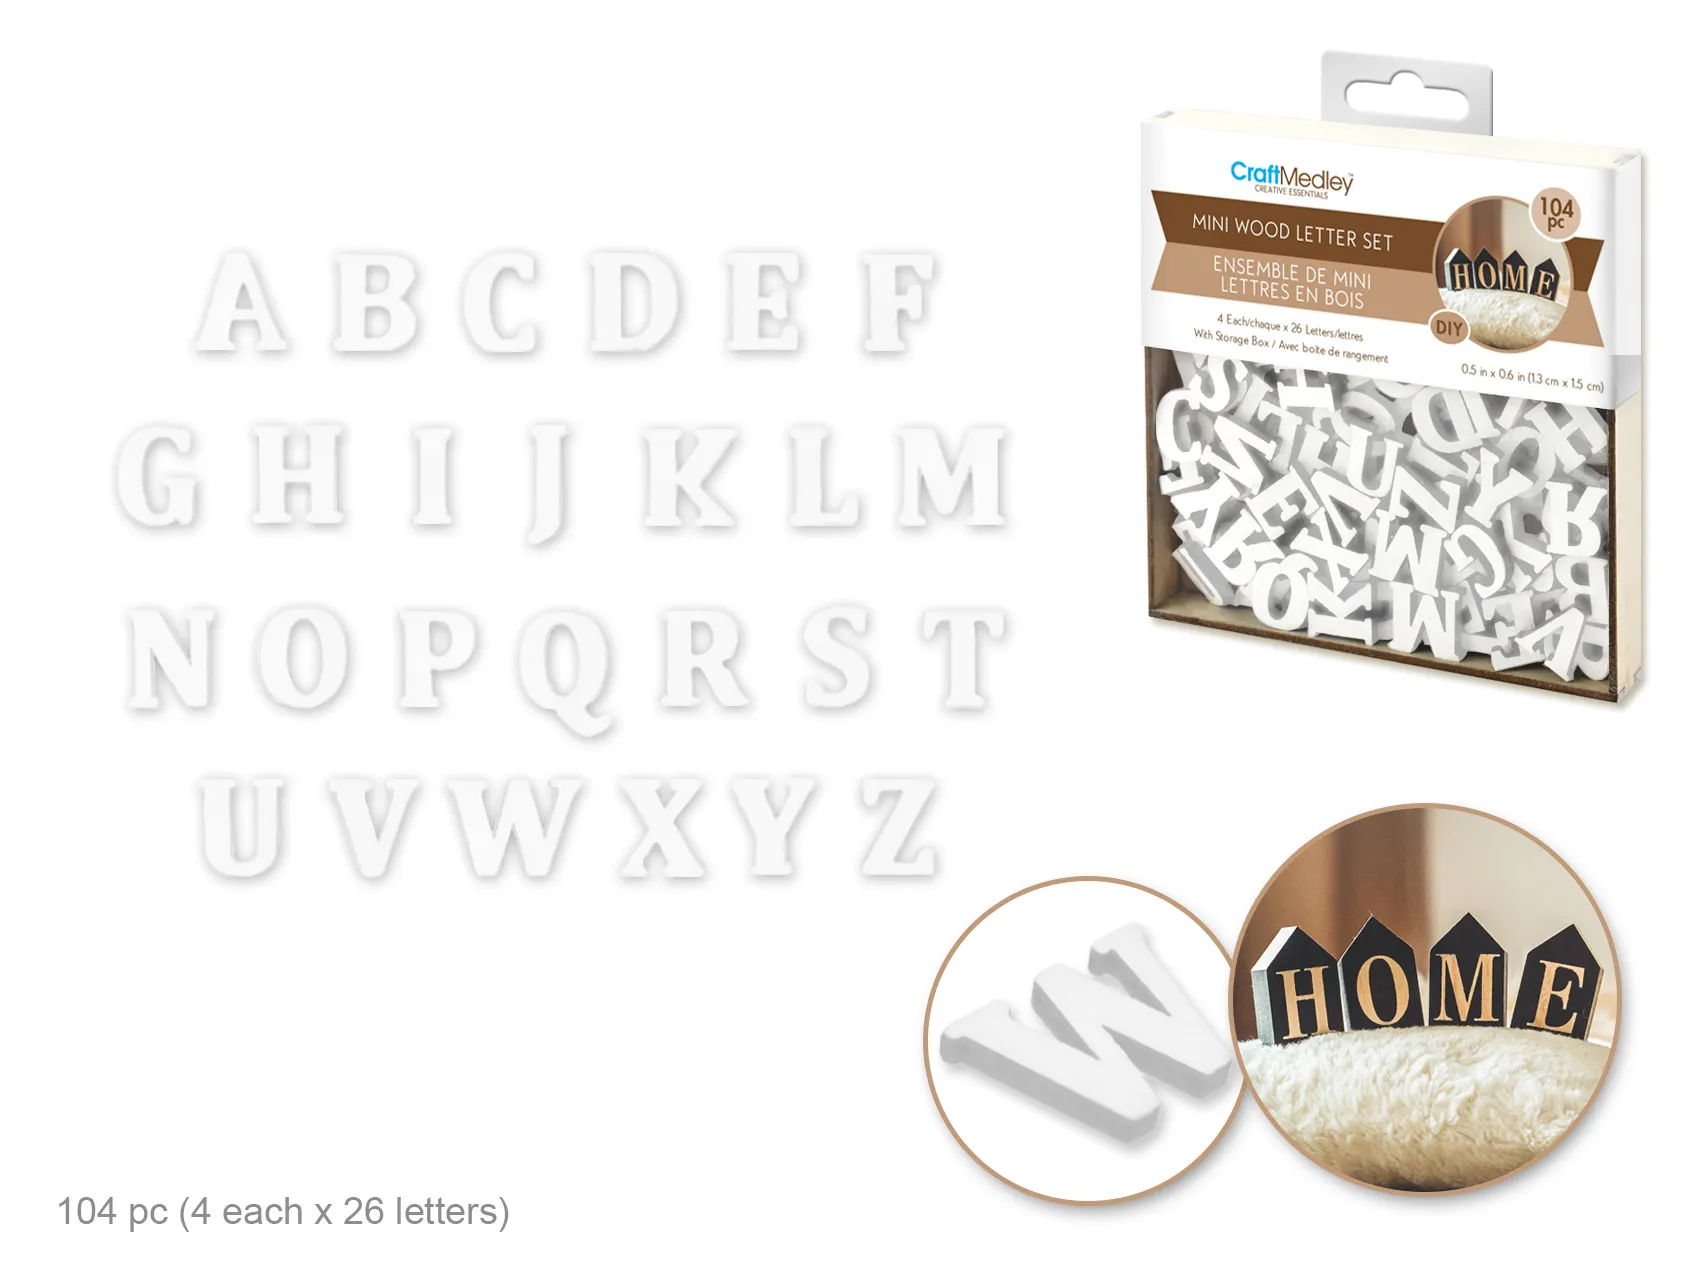 A B C D E F
G H I J K L M
N O P Q R S T
U V W X Y Z
CraftMedley™
CREATIVE ESSENTIALS
MINI WOOD LETTER SET
ENSEMBLE DE MINI
LETTRES EN BOIS
4 Each/chaque x 26 Letters/lettres
With Storage Box / Avec boîte de rangement
104
pc
HOME
DIY
0.5 in x 0.6 in (1.3 cm x 1.5 cm)
W
HOME
104 pc (4 each x 26 letters)